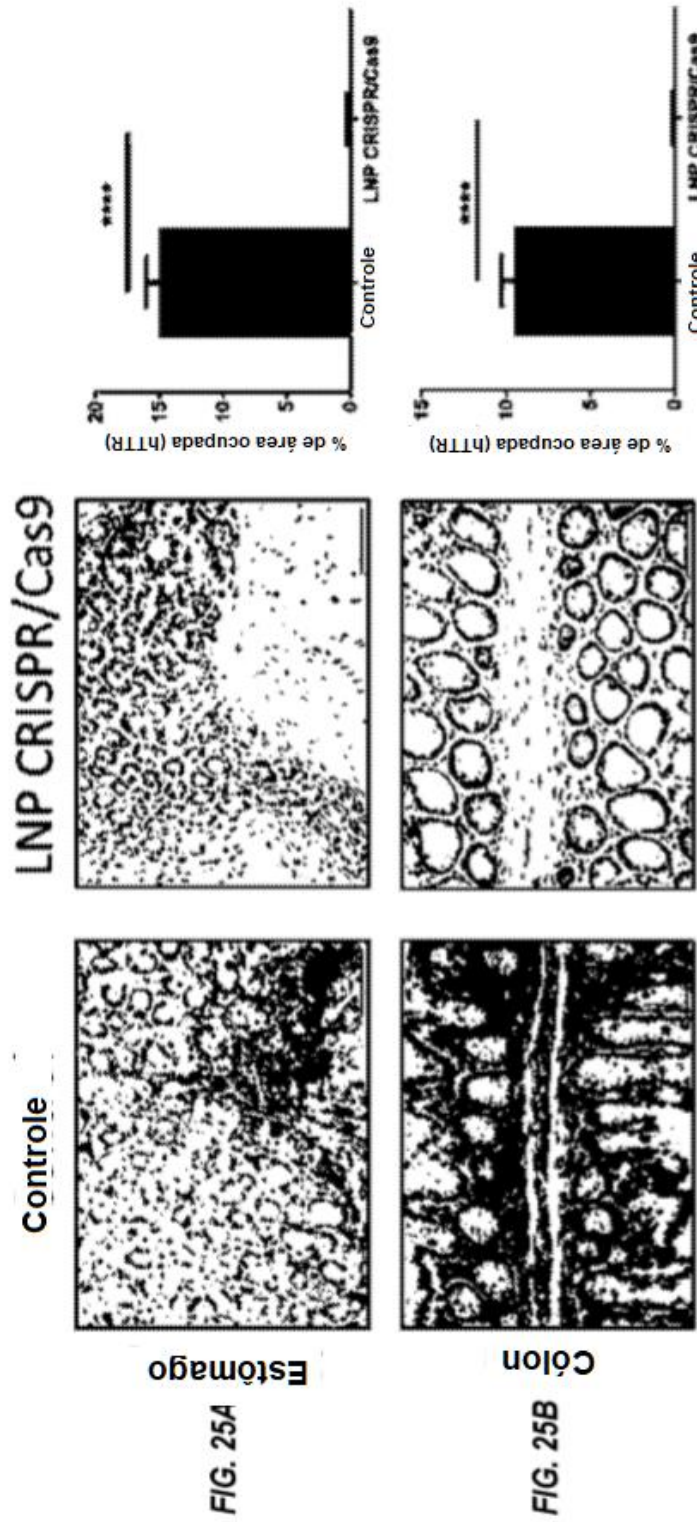 Controle
LNP CRISPR/Cas9
FIG. 25A
Estômago
% de área ocupada (hTTR)
20
15
10
5
0
****
Controle
LNP CRISPR/Cas9
FIG. 25B
Cólon
% de área ocupada (hTTR)
15
10
5
0
****
Controle
LNP CRISPR/Cas9